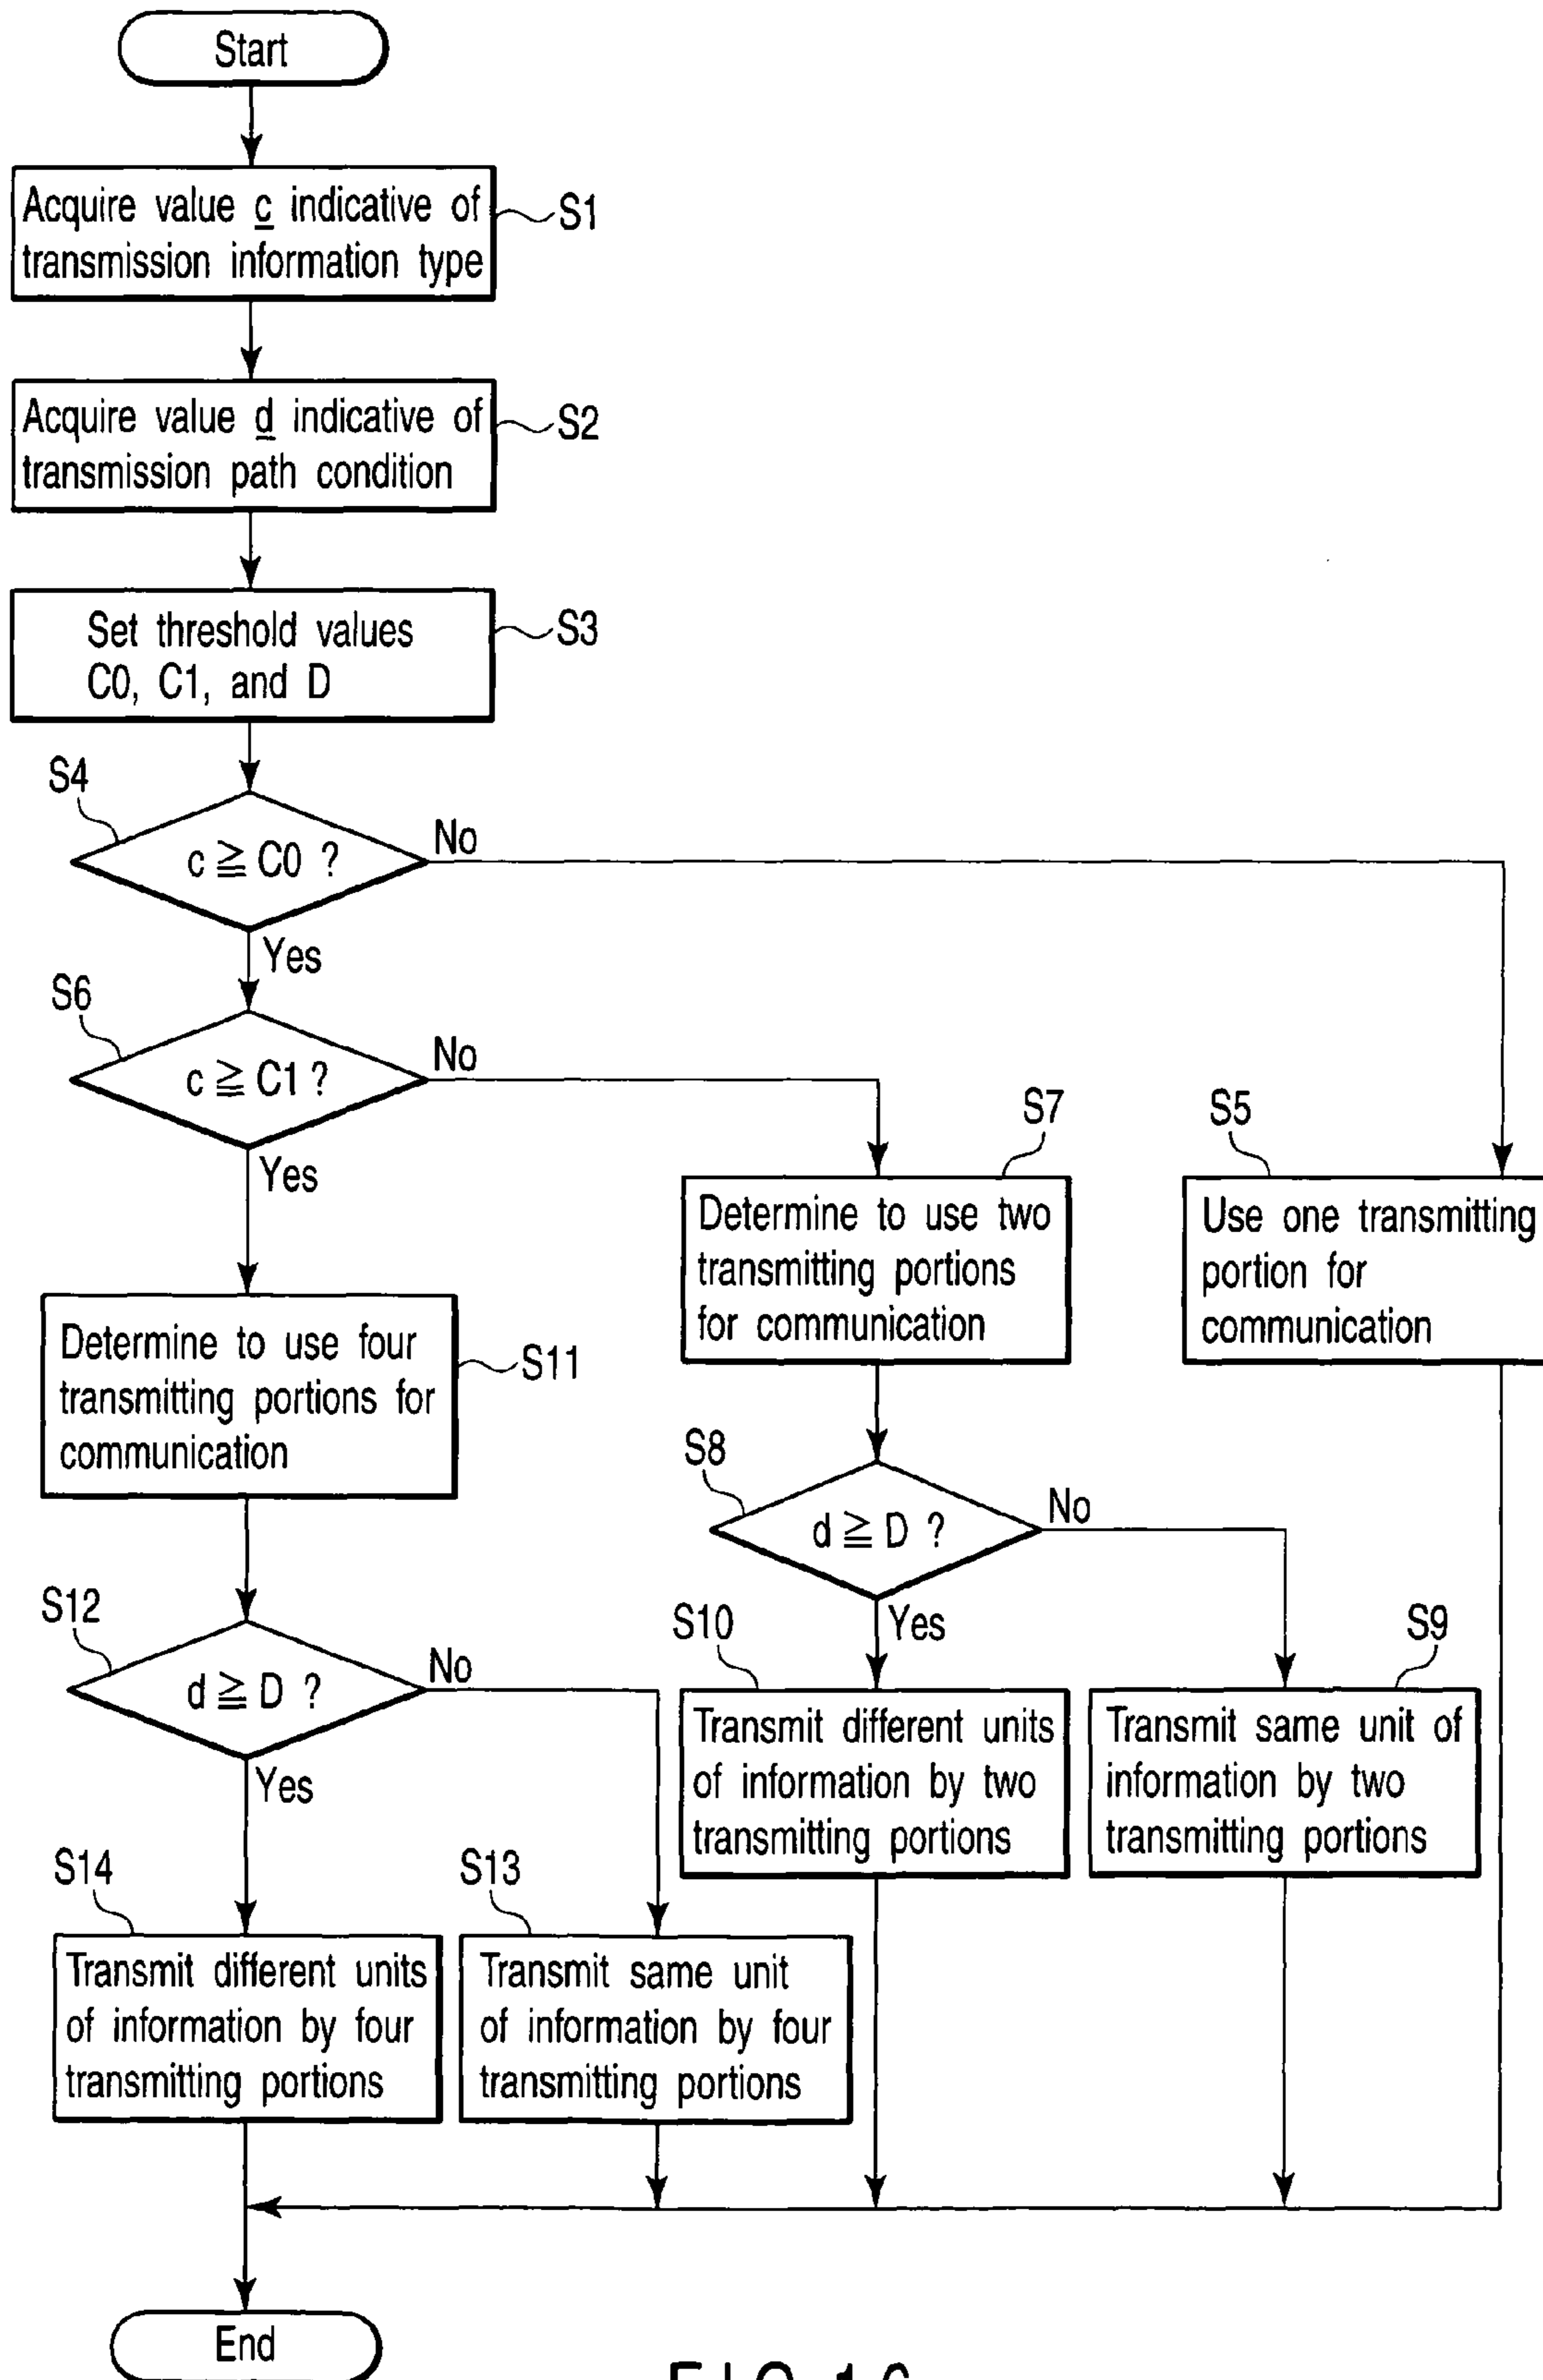 Start
Acquire value c indicative of
transmission information type
S1
Acquire value d indicative of
transmission path condition
S2
Set threshold values
C0, C1, and D
S3
S4
c ≧ C0 ?
No
Yes
S6
c ≧ C1 ?
No
Yes
S7
Determine to use two
transmitting portions
for communication
S5
Use one transmitting
portion for
communication
Determine to use four
transmitting portions for
communication
S11
S8
d ≧ D ?
No
Yes
S12
d ≧ D ?
No
Yes
S10
Transmit different units
of information by two
transmitting portions
S9
Transmit same unit of
information by two
transmitting portions
S14
Transmit different units
of information by four
transmitting portions
S13
Transmit same unit
of information by four
transmitting portions
End
FIG.16